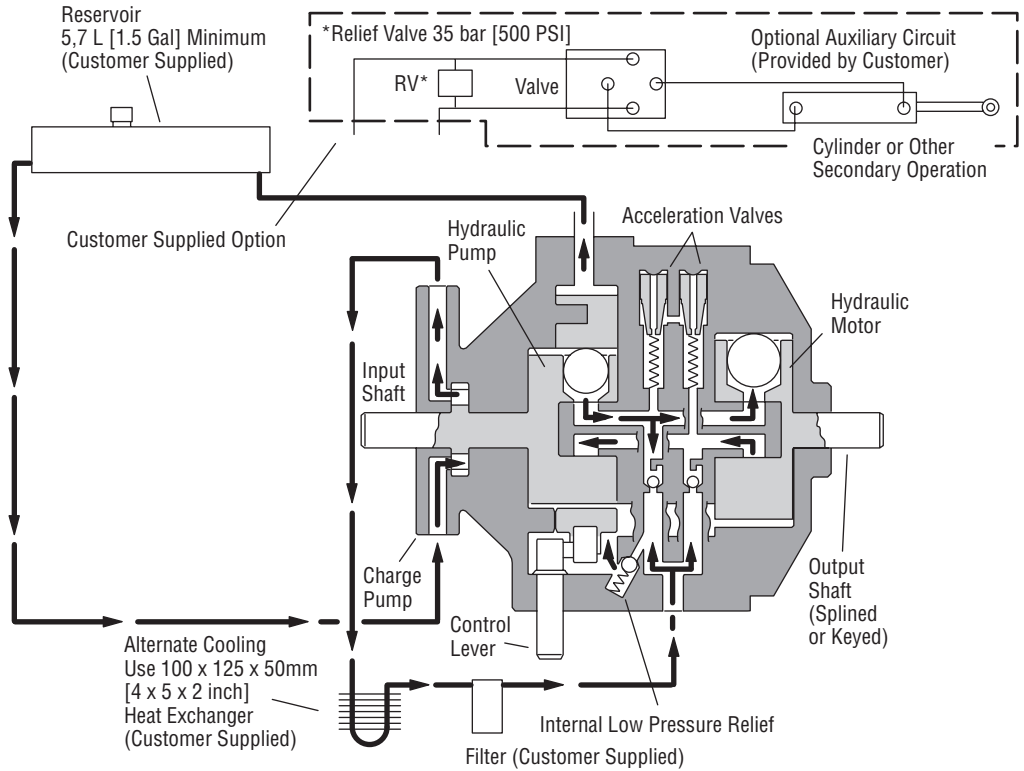 Reservoir
5,7 L [1.5 Gal] Minimum
(Customer Supplied)
*Relief Valve 35 bar [500 PSI]
RV*
Valve
Optional Auxiliary Circuit
(Provided by Customer)
Cylinder or Other
Secondary Operation
Customer Supplied Option
Hydraulic
Pump
Acceleration Valves
Hydraulic
Motor
Input
Shaft
Charge
Pump
Control
Lever
Output
Shaft
(Splined
or Keyed)
Alternate Cooling
Use 100 x 125 x 50mm
[4 x 5 x 2 inch]
Heat Exchanger
(Customer Supplied)
Internal Low Pressure Relief
Filter (Customer Supplied)